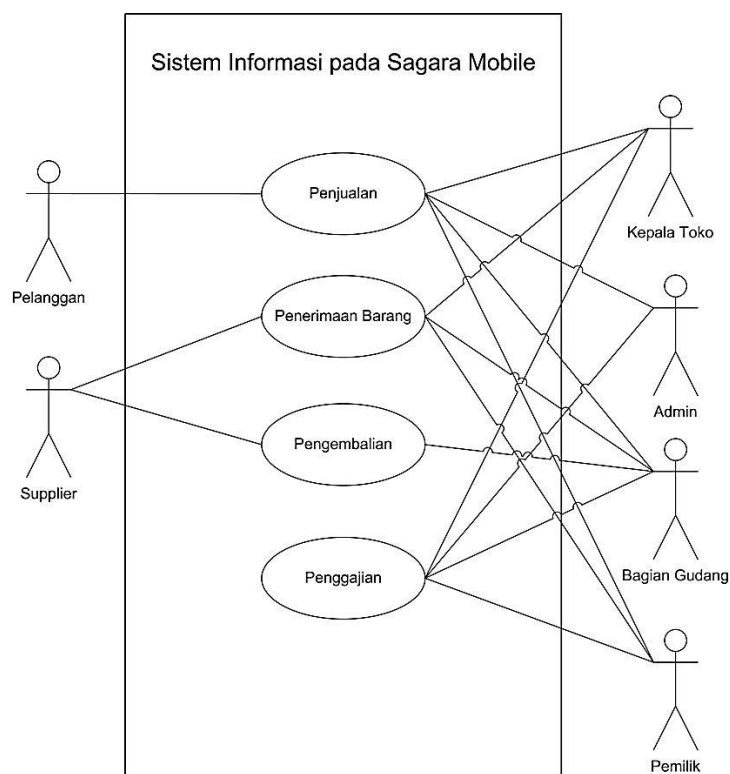 Sistem Informasi pada Sagara Mobile
Penjualan
Kepala Toko
Pelanggan
Penerimaan Barang
Admin
Pengembalian
Supplier
Bagian Gudang
Penggajian
Pemilik